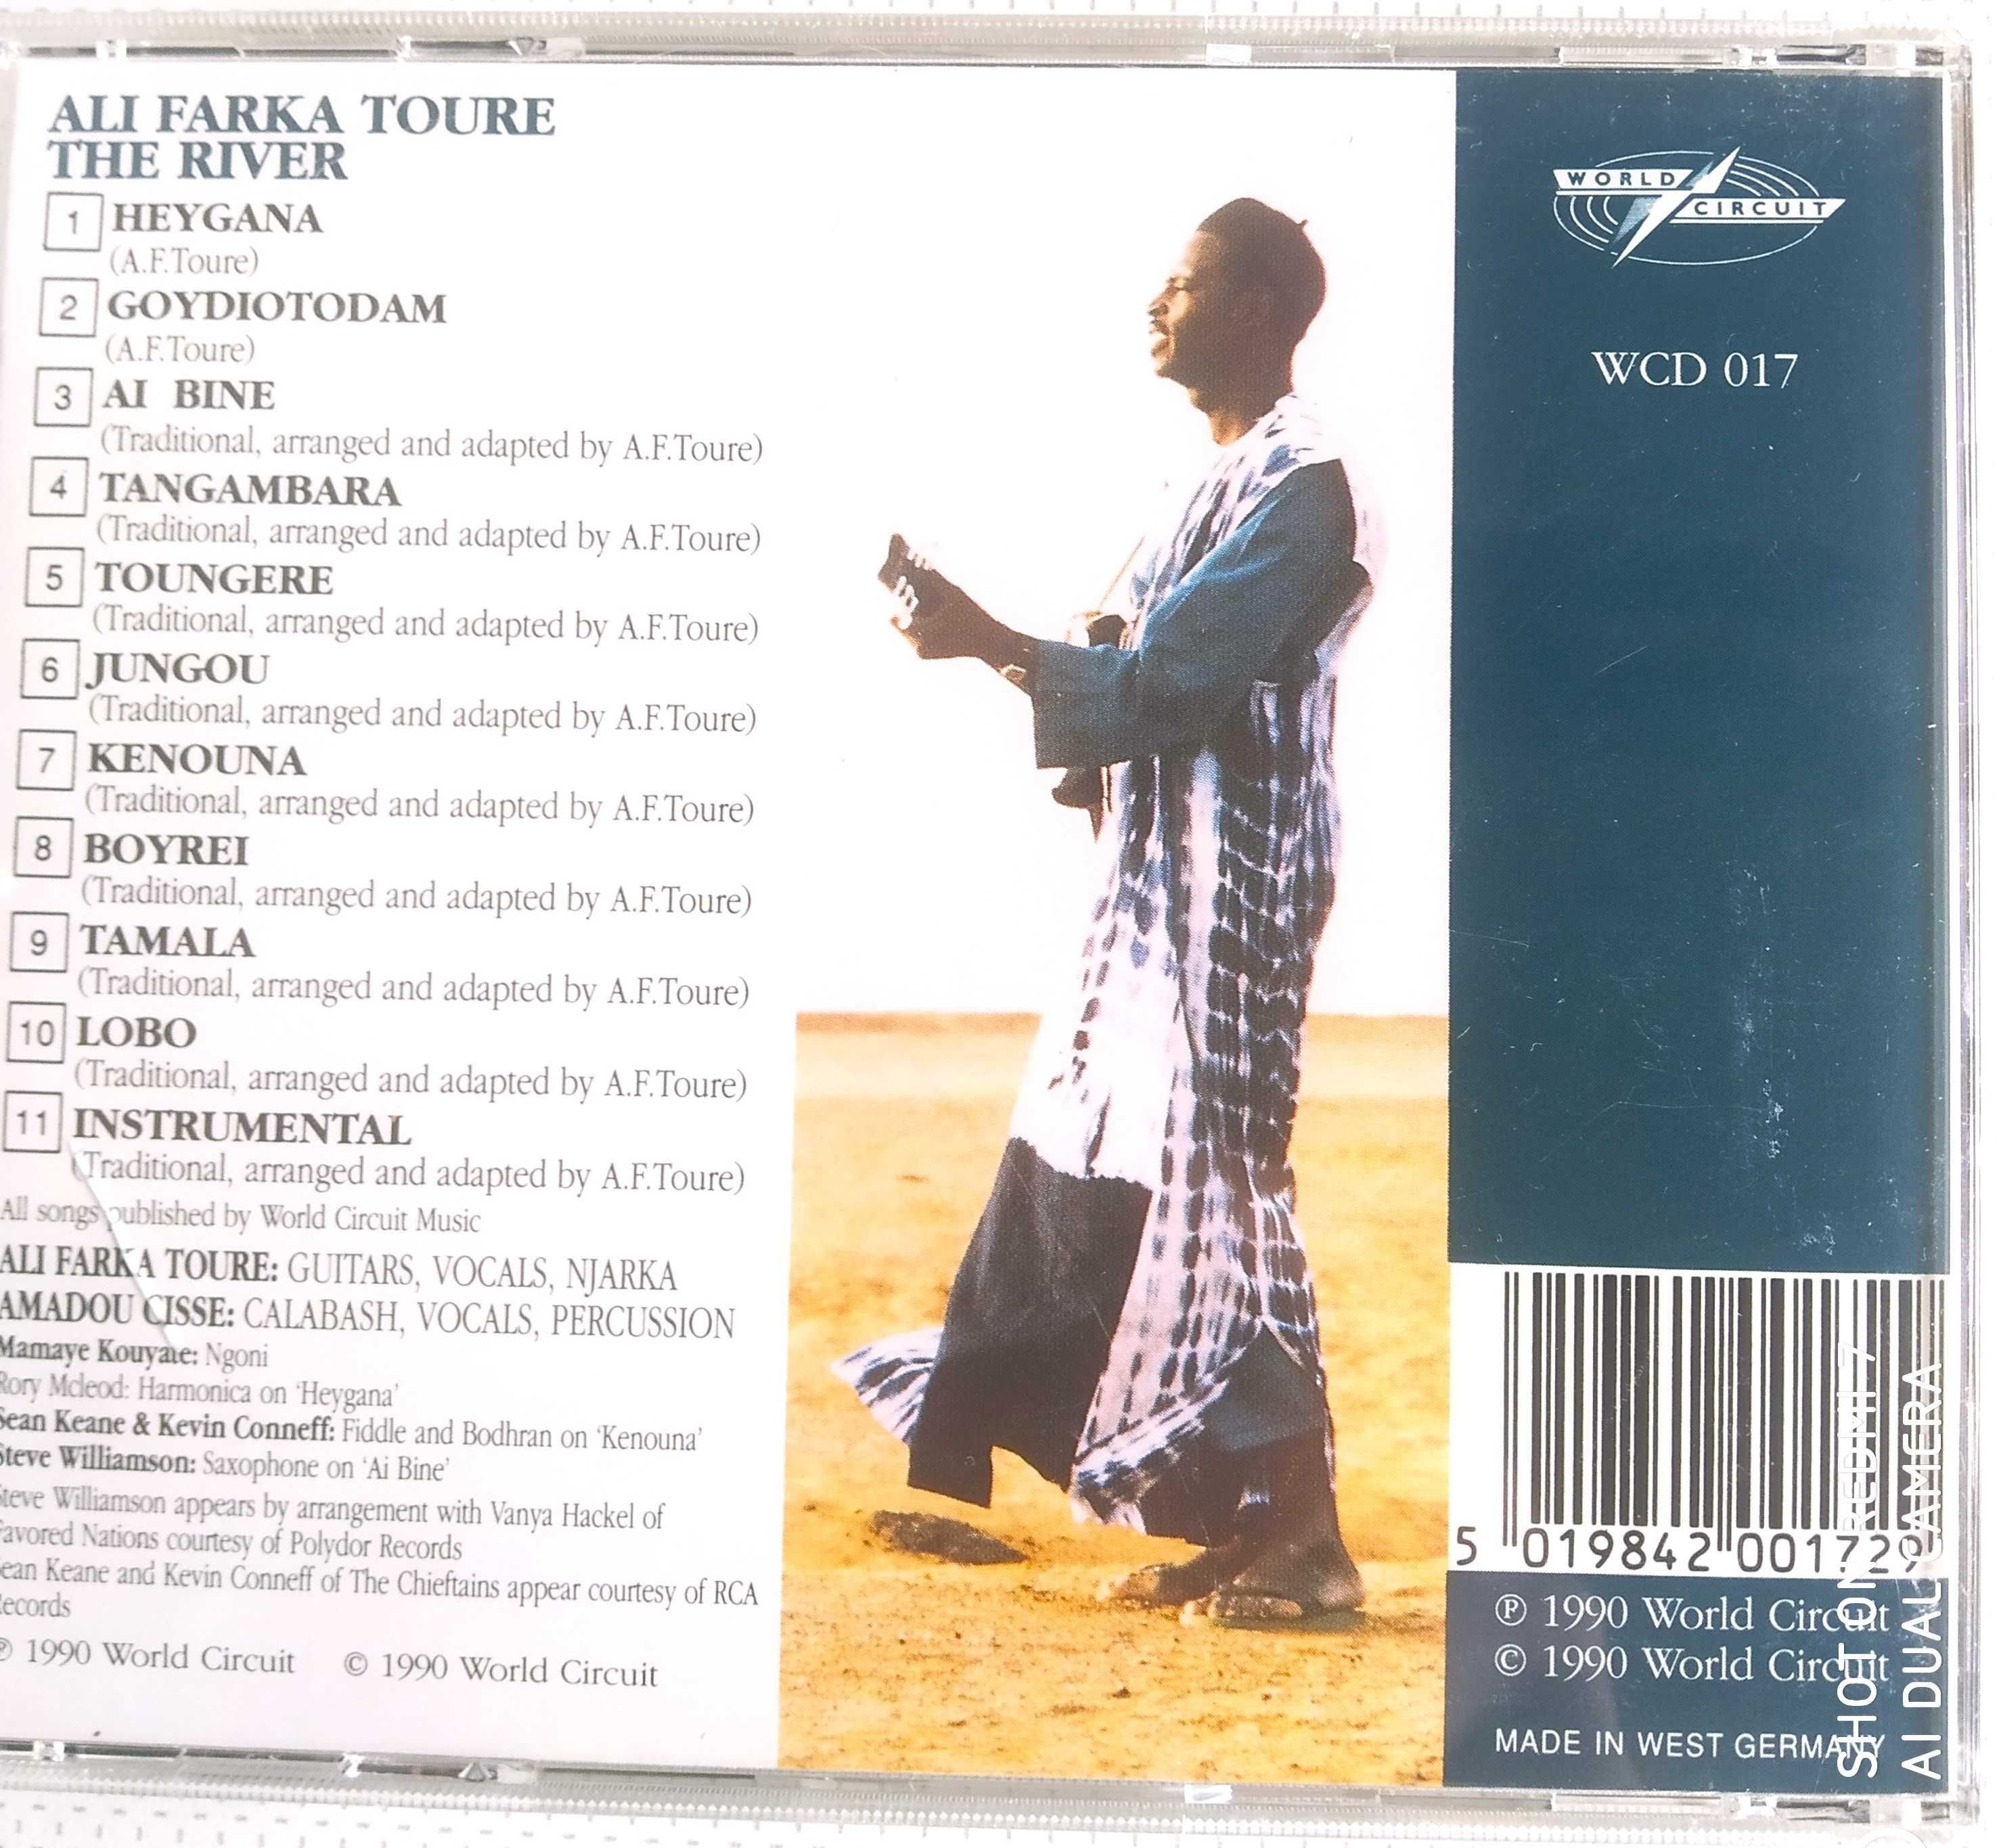 ALI FARKA TOURE
THE RIVER
1 HEYGANA
(A.F.Toure)
2 GOYDIOTODAM
(A.F.Toure)
3 AI BINE
(Traditional, arranged and adapted by A.F.Toure)
4 TANGAMBARA
(Traditional, arranged and adapted by A.F.Toure)
5 TOUNGERE
(Traditional, arranged and adapted by A.F.Toure)
6 JUNGOU
(Traditional, arranged and adapted by A.F.Toure)
7 KENOUNA
(Traditional, arranged and adapted by A.F.Toure)
8 BOYREI
(Traditional, arranged and adapted by A.F.Toure)
9 TAMALA
(Traditional, arranged and adapted by A.F.Toure)
10 LOBO
(Traditional, arranged and adapted by A.F.Toure)
11 INSTRUMENTAL
(Traditional, arranged and adapted by A.F.Toure)
All songs published by World Circuit Music
ALI FARKA TOURE: GUITARS, VOCALS, NJARKA
AMADOU CISSE: CALABASH, VOCALS, PERCUSSION
Mamaye Kouyate: Ngoni
Rory Mcleod: Harmonica on ‘Heygana’
Sean Keane & Kevin Conneff: Fiddle and Bodhran on ‘Kenouna’
Steve Williamson: Saxophone on ‘Ai Bine’
Steve Williamson appears by arrangement with Vanya Hackel of
Favored Nations courtesy of Polydor Records
Sean Keane and Kevin Conneff of The Chieftains appear courtesy of RCA
Records
℗ 1990 World Circuit © 1990 World Circuit
WORLD
CIRCUIT
WCD 017
5 019842 001729
℗ 1990 World Circuit
© 1990 World Circuit
MADE IN WEST GERMANY
SHOT ON REDMI 7
AI DUAL CAMERA